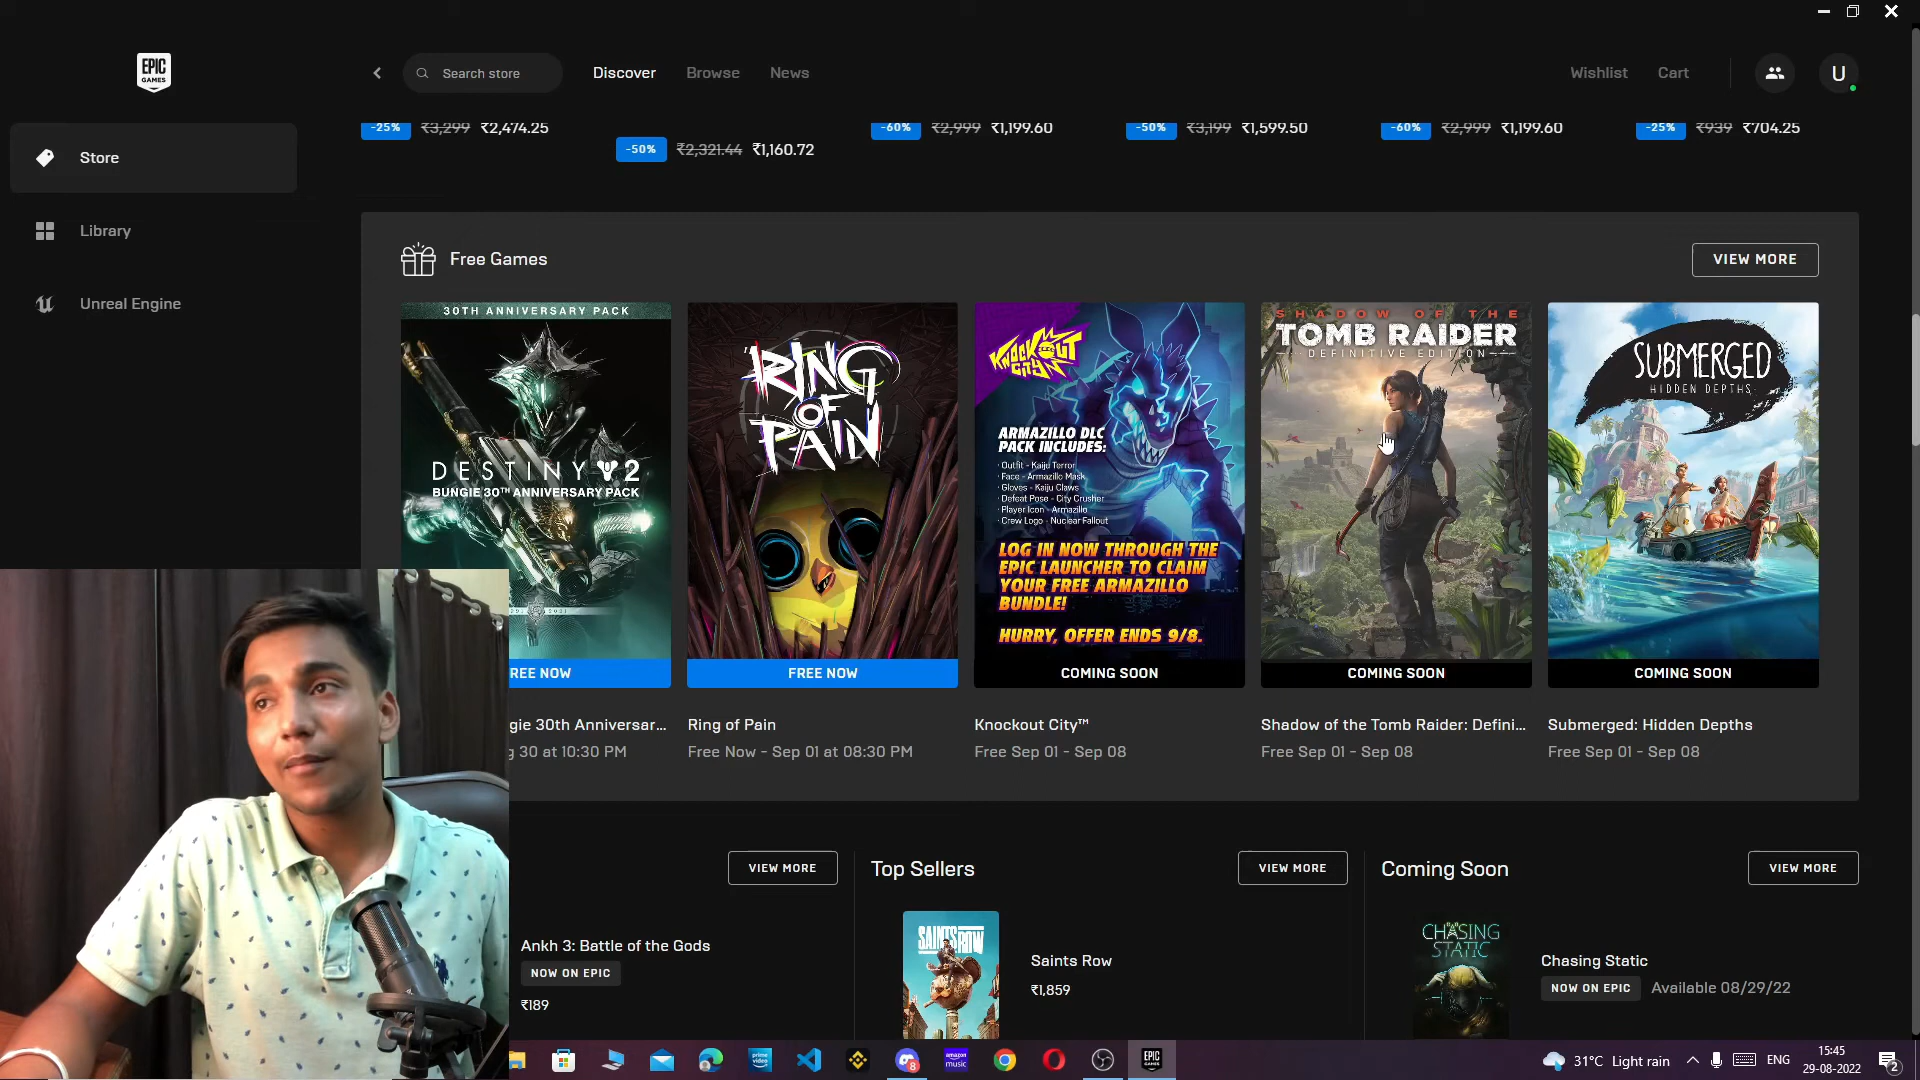 EPIC
GAMES
Search store
Discover
Browse
News
Wishlist
Cart
U
Store
Library
Unreal Engine
-25% ₹3,299 ₹2,474.25
-50% ₹2,321.44 ₹1,160.72
-60% ₹2,999 ₹1,199.60
-50% ₹3,199 ₹1,599.50
-60% ₹2,999 ₹1,199.60
-25% ₹939 ₹704.25
Free Games
VIEW MORE
30TH ANNIVERSARY PACK
DESTINY 2
BUNGIE 30TH ANNIVERSARY PACK
REE NOW
gie 30th Anniversar...
g 30 at 10:30 PM
RING
OF
PAIN
FREE NOW
Ring of Pain
Free Now - Sep 01 at 08:30 PM
KNOCKOUT
CITY
ARMAZILLO DLC
PACK INCLUDES:
· Outfit - Kaiju Terror
· Face - Armazillo Mask
· Gloves - Kaiju Claws
· Defeat Pose - City Crusher
· Player Icon - Armazillo
· Crew Logo - Nuclear Fallout
LOG IN NOW THROUGH THE
EPIC LAUNCHER TO CLAIM
YOUR FREE ARMAZILLO
BUNDLE!
HURRY, OFFER ENDS 9/8.
COMING SOON
Knockout City™
Free Sep 01 - Sep 08
SHADOW OF THE
TOMB RAIDER
DEFINITIVE EDITION
COMING SOON
Shadow of the Tomb Raider: Defini...
Free Sep 01 - Sep 08
SUBMERGED
HIDDEN DEPTHS
COMING SOON
Submerged: Hidden Depths
Free Sep 01 - Sep 08
VIEW MORE
Ankh 3: Battle of the Gods
NOW ON EPIC
₹189
Top Sellers
VIEW MORE
SAINTS ROW
Saints Row
₹1,859
Coming Soon
VIEW MORE
CHASING
STATIC
Chasing Static
NOW ON EPIC
Available 08/29/22
prime
video
8
amazon
music
EPIC
GAMES
31°C Light rain
ENG
15:45
29-08-2022
2